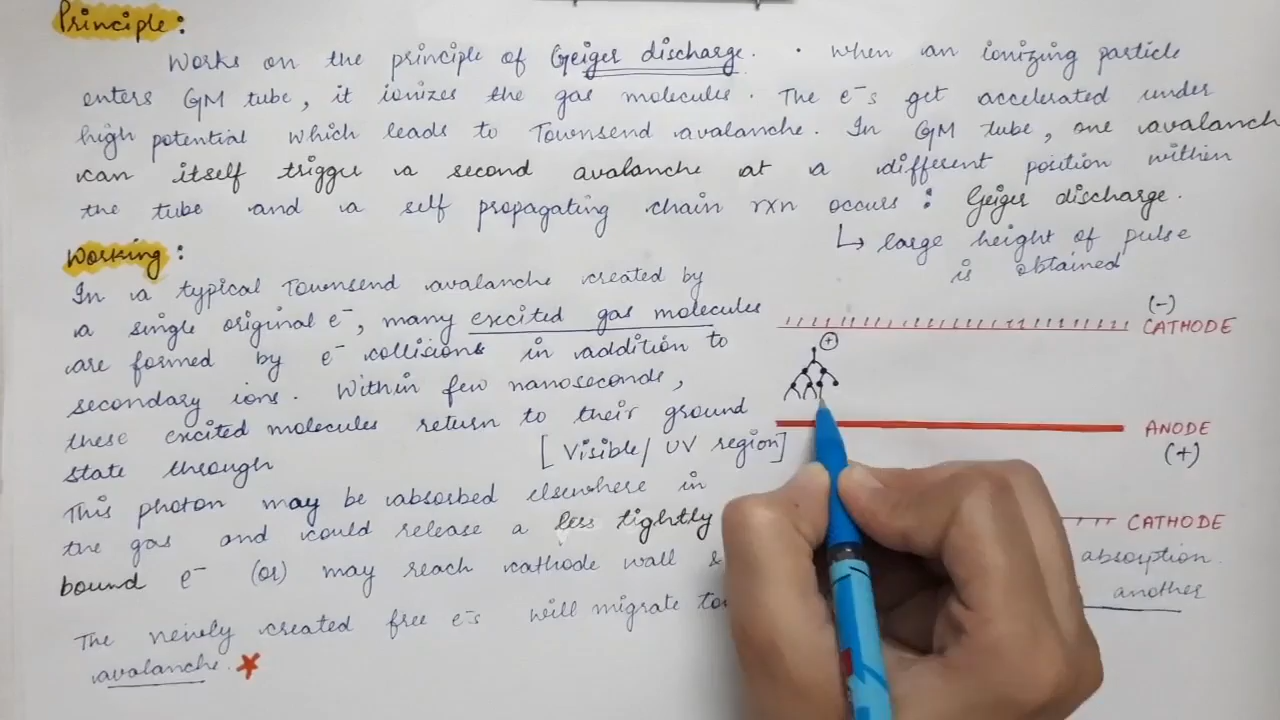 Principle :
Works on the principle of Geiger discharge. . when an ionizing particle
enters GM tube, it ionizes the gas molecules. The e⁻s get accelerated under
high potential which leads to Townsend avalanche. In GM tube, one avalanch
can itself trigger a second avalanche at a different position within
the tube and a self propagating chain rxn occurs : Geiger discharge.
↳ large height of pulse
is obtained
Working :
In a typical Townsend avalanche created by
a single original e⁻, many excited gas molecules
are formed by e⁻ collisions in addition to
secondary ions. Within few nanoseconds,
these excited molecules return to their ground
state through [Visible/ UV region]
This photon may be absorbed elsewhere in
the gas and could release a less tightly
bound e⁻ (or) may reach cathode wall &
The newly created free e⁻s will migrate
avalanche.
(-)
CATHODE
+
ANODE
(+)
CATHODE
absorption.
another